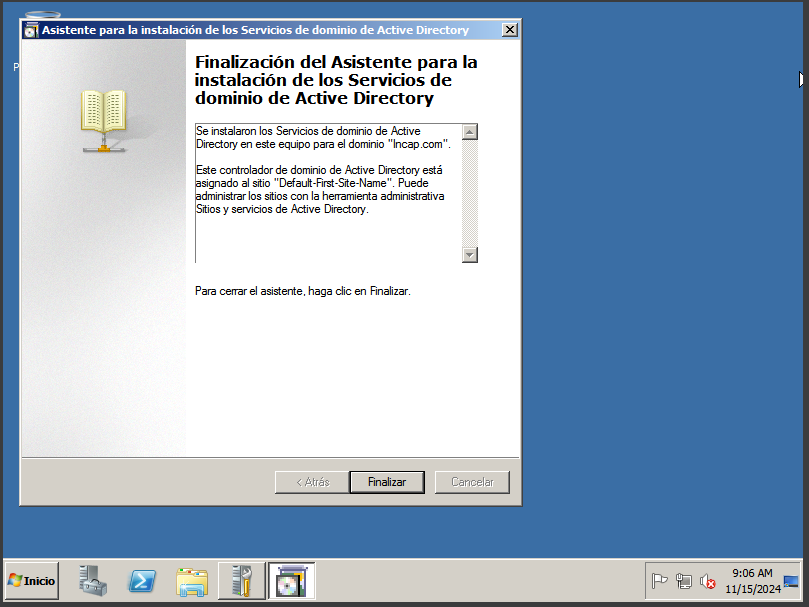 Asistente para la instalación de los Servicios de dominio de Active Directory
P
Finalización del Asistente para la
instalación de los Servicios de
dominio de Active Directory
Se instalaron los Servicios de dominio de Active
Directory en este equipo para el dominio "Incap.com".
Este controlador de dominio de Active Directory está
asignado al sitio "Default-First-Site-Name". Puede
administrar los sitios con la herramienta administrativa
Sitios y servicios de Active Directory.
Para cerrar el asistente, haga clic en Finalizar.
< Atrás
Finalizar
Cancelar
Inicio
9:06 AM
11/15/2024